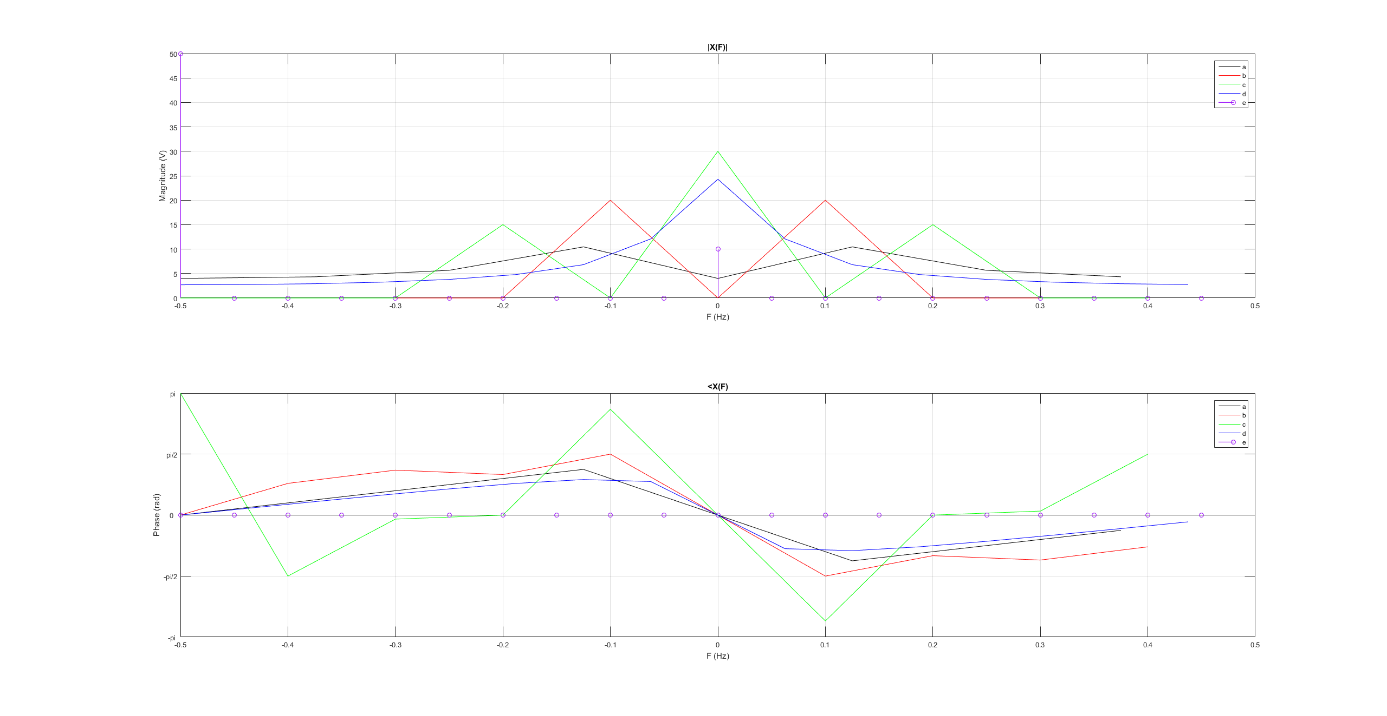 |X(F)|
50
45
40
35
30
25
20
15
10
5
0
Magnitude (V)
-0.5 -0.4 -0.3 -0.2 -0.1 0 0.1 0.2 0.3 0.4 0.5
F (Hz)
a
b
c
d
e
<X(F)
pi
pi/2
0
-pi/2
-pi
Phase (rad)
-0.5 -0.4 -0.3 -0.2 -0.1 0 0.1 0.2 0.3 0.4 0.5
F (Hz)
a
b
c
d
e